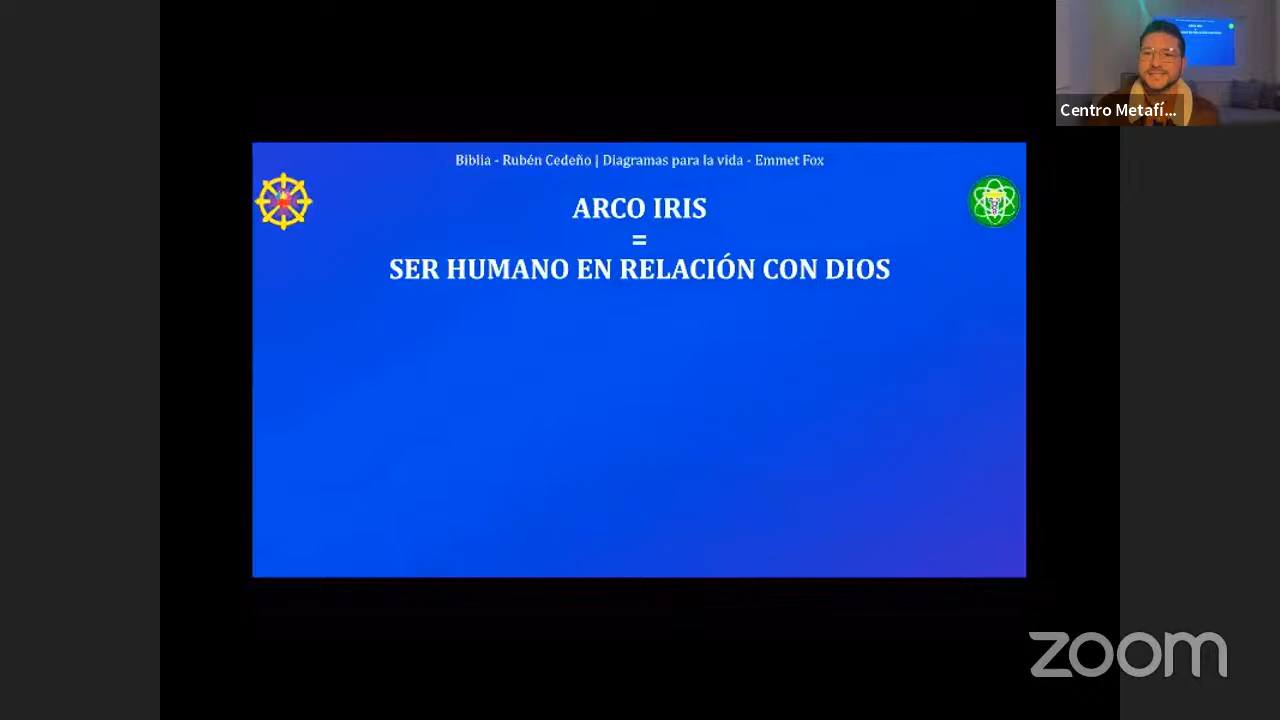 Biblia - Rubén Cedeño | Diagramas para la vida - Emmet Fox
ARCO IRIS
=
SER HUMANO EN RELACIÓN CON DIOS
Centro Metafí...
zoom